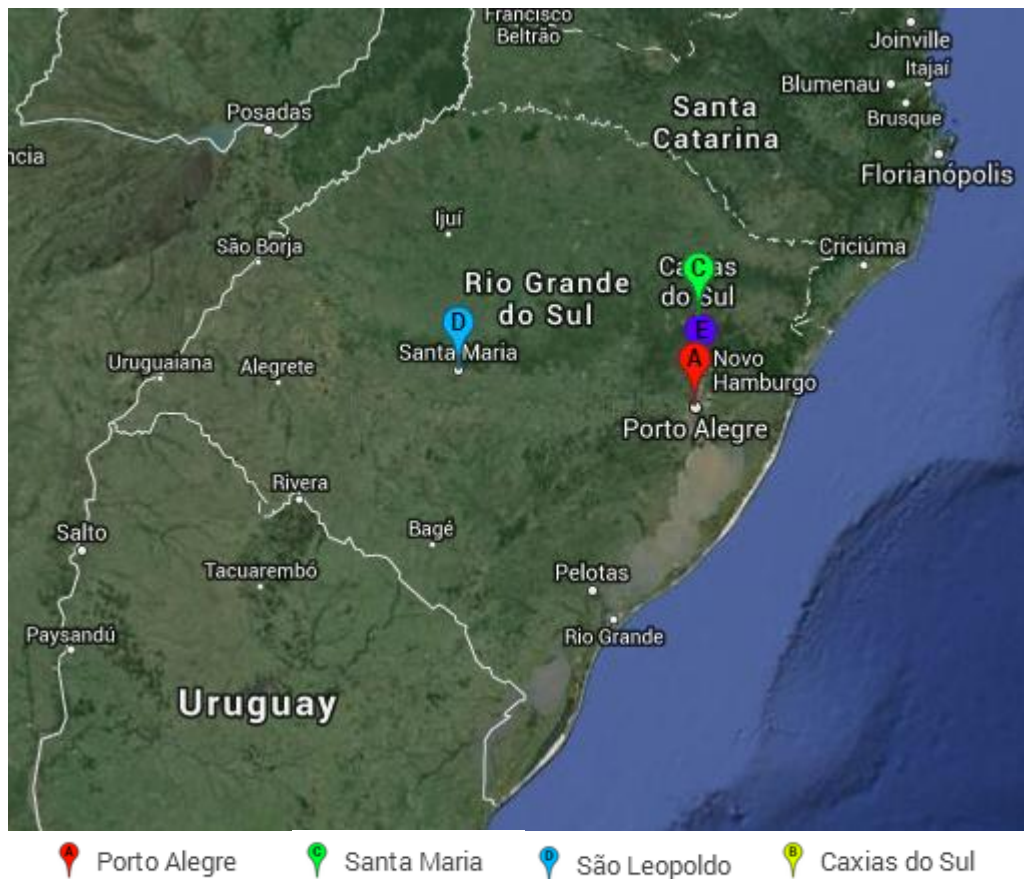 Francisco
Beltrão
Joinville
Itajaí
Blumenau
Brusque
Posadas
Santa
Catarina
ncia
Florianópolis
Ijuí
São Borja
Criciúma
C
Caxias
do Sul
Rio Grande
do Sul
D
E
Santa Maria
A
Novo
Hamburgo
Uruguaiana
Alegrete
Porto Alegre
Rivera
Salto
Bagé
Tacuarembó
Pelotas
Paysandú
Rio Grande
Uruguay
A Porto Alegre
C Santa Maria
D São Leopoldo
B Caxias do Sul